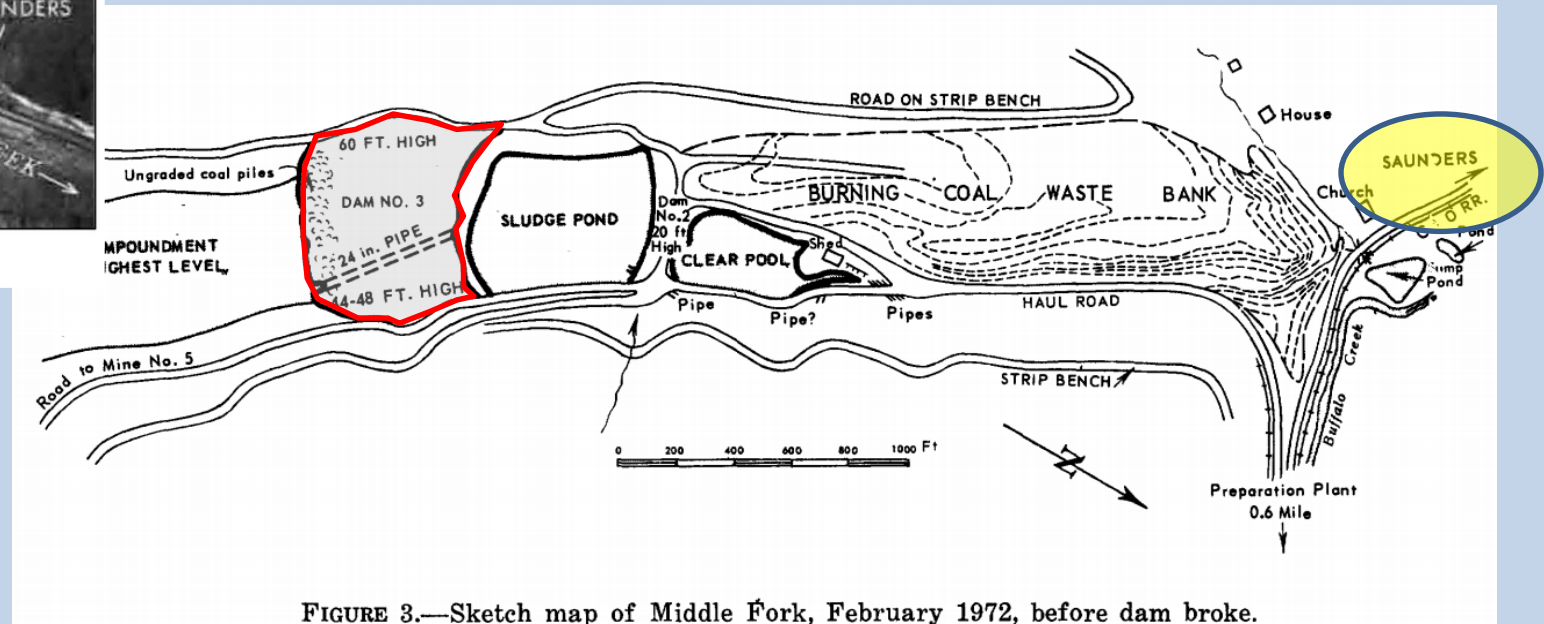 NDERS
EEK
ROAD ON STRIP BENCH
House
60 FT. HIGH
Ungraded coal piles
DAM NO. 3
24 in. PIPE
44-48 FT. HIGH
MPOUNDMENT
IGHEST LEVEL
SLUDGE POND
Dam
No.2
20 ft
High
CLEAR POOL
Shed
BURNING COAL WASTE BANK
Church
SAUNDERS
O RR.
Pond
Pond
Pipe
Pipe?
Pipes
HAUL ROAD
Road to Mine No. 5
STRIP BENCH
Buffalo Creek
0 200 400 600 800 1000 Ft
N
Preparation Plant
0.6 Mile
FIGURE 3.—Sketch map of Middle Fork, February 1972, before dam broke.